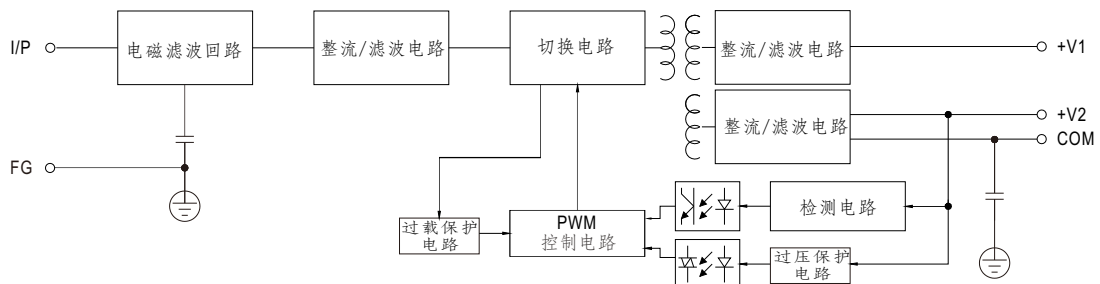 I/P
电磁滤波回路
整流/滤波电路
切换电路
整流/滤波电路
+V1
整流/滤波电路
+V2
COM
FG
过载保护
电路
PWM
控制电路
检测电路
过压保护
电路